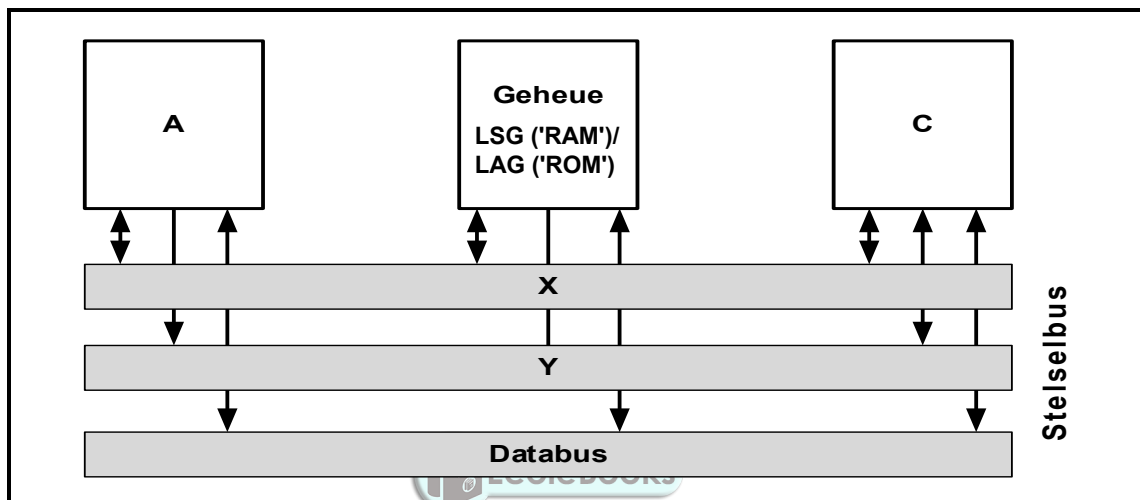 A
Geheue
LSG ('RAM')/
LAG ('ROM')
C
X
Y
Databus
Stelselbus